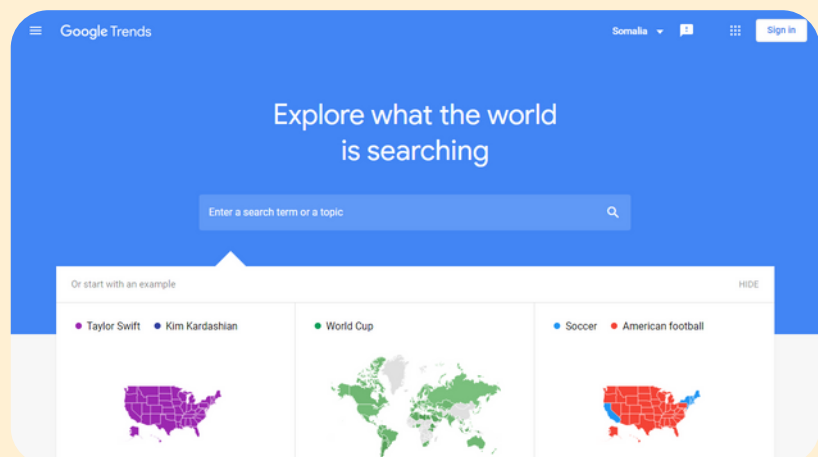 Google Trends
Somalia
Sign in
Explore what the world
is searching
Enter a search term or a topic
Or start with an example
HIDE
Taylor Swift Kim Kardashian
World Cup
Soccer American football